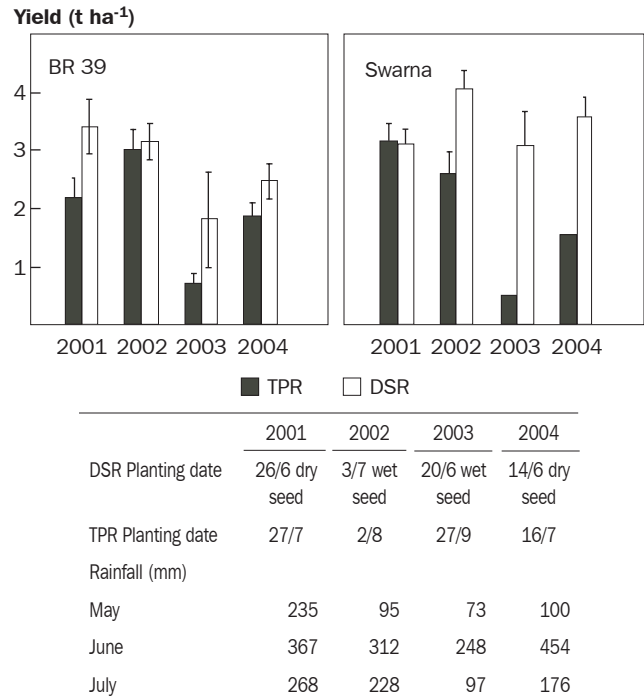 Yield (t ha-1)
BR 39
Swarna
4
3
2
1
2001 2002 2003 2004
2001 2002 2003 2004
TPR DSR
2001 2002 2003 2004
DSR Planting date 26/6 dry 3/7 wet 20/6 wet 14/6 dry
seed seed seed seed
TPR Planting date 27/7 2/8 27/9 16/7
Rainfall (mm)
May 235 95 73 100
June 367 312 248 454
July 268 228 97 176